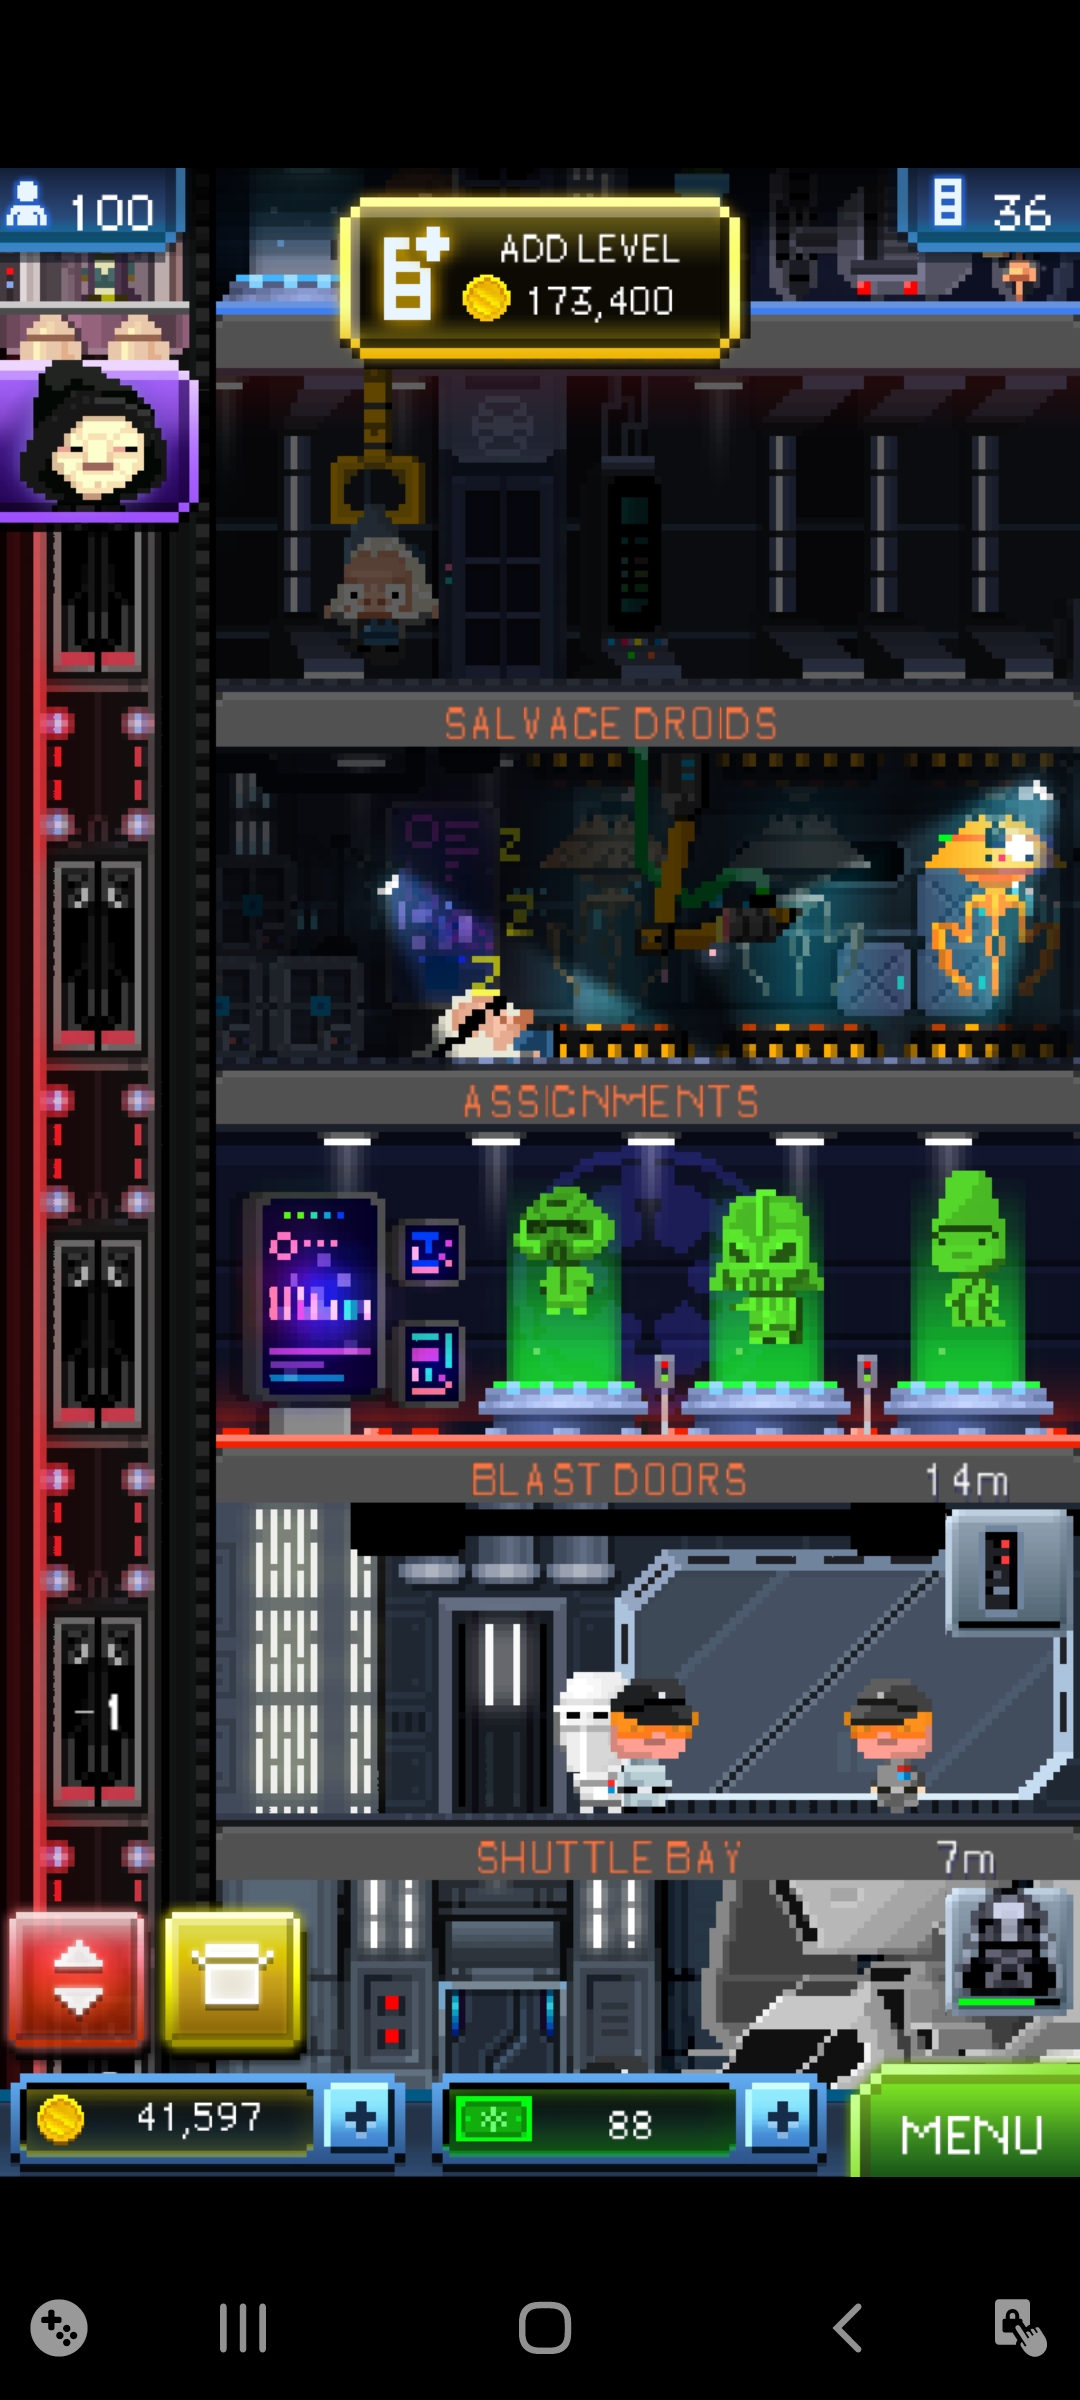 100
ADD LEVEL
173,400
36
SALVAGE DROIDS
Z
Z
Z
ASSIGNMENTS
BLAST DOORS 14m
-1
SHUTTLE BAY 7m
41,597
88
MENU